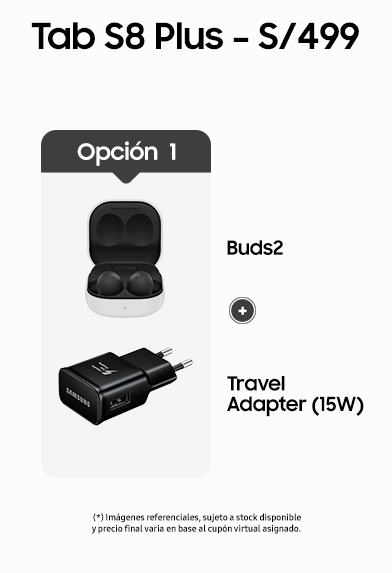 Tab S8 Plus – S/499
Opción 1
Buds2
+
SAMSUNG
Travel
Adapter (15W)
(*) Imágenes referenciales, sujeto a stock disponible
y precio final varia en base al cupón virtual asignado.